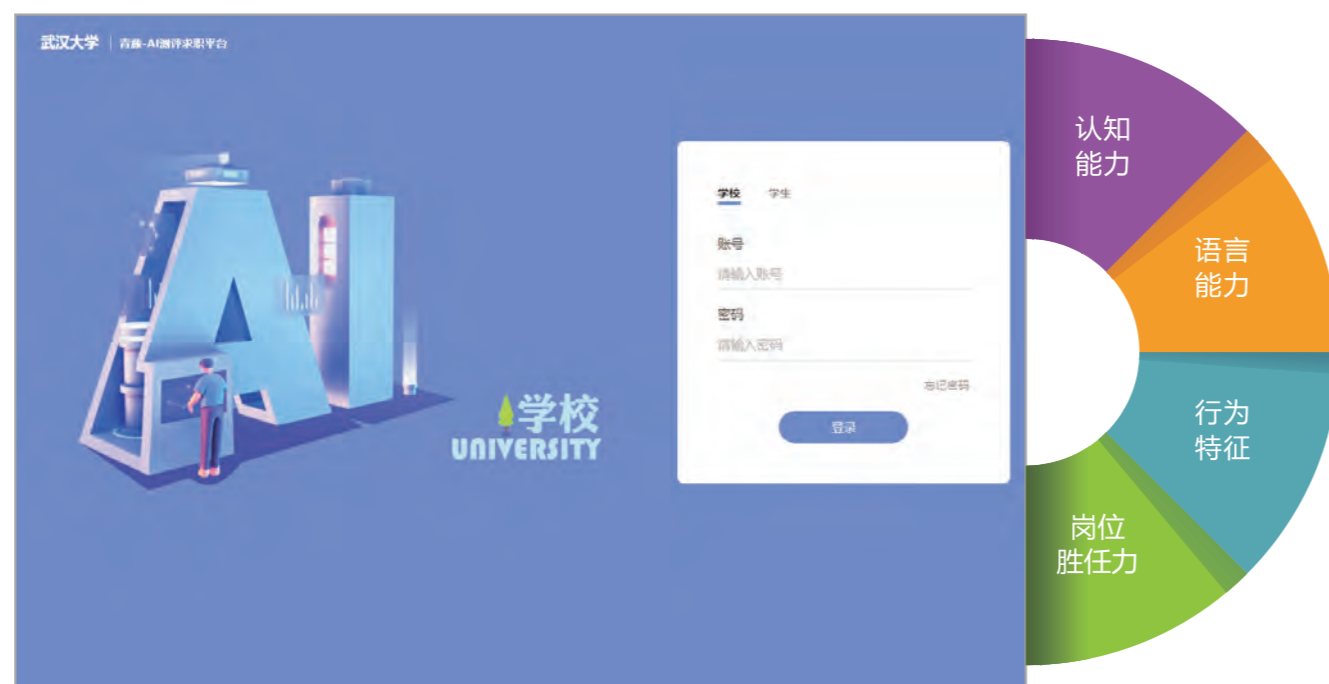 武汉大学
青藤-AI测评求职平台
学校
学生
账号
请输入账号
密码
请输入密码
忘记密码
登录
学校
UNIVERSITY
认知
能力
语言
能力
行为
特征
岗位
胜任力